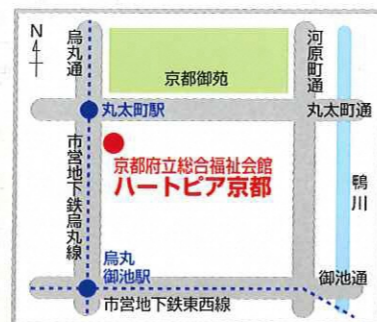 N
烏丸通
京都御苑
河原町通
丸太町駅
丸太町通
市営地下鉄烏丸線
京都府立総合福祉会館
ハートピア京都
鴨川
烏丸
御池駅
御池通
市営地下鉄東西線